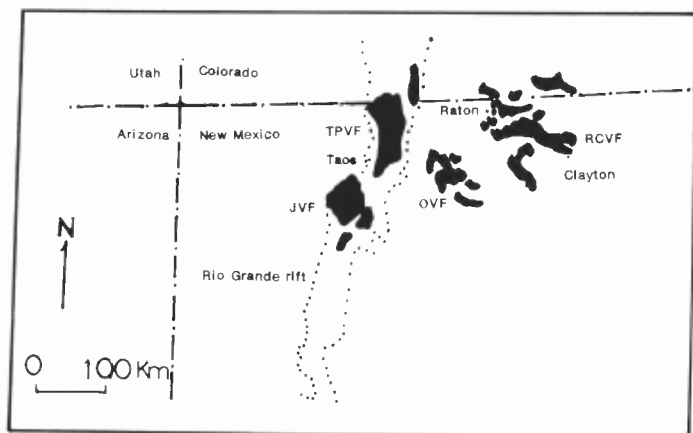 Utah Colorado
Raton
Arizona New Mexico TPVF RCVF
Taos
Clayton
JVF OVF
N
Rio Grande rift
0 100 Km